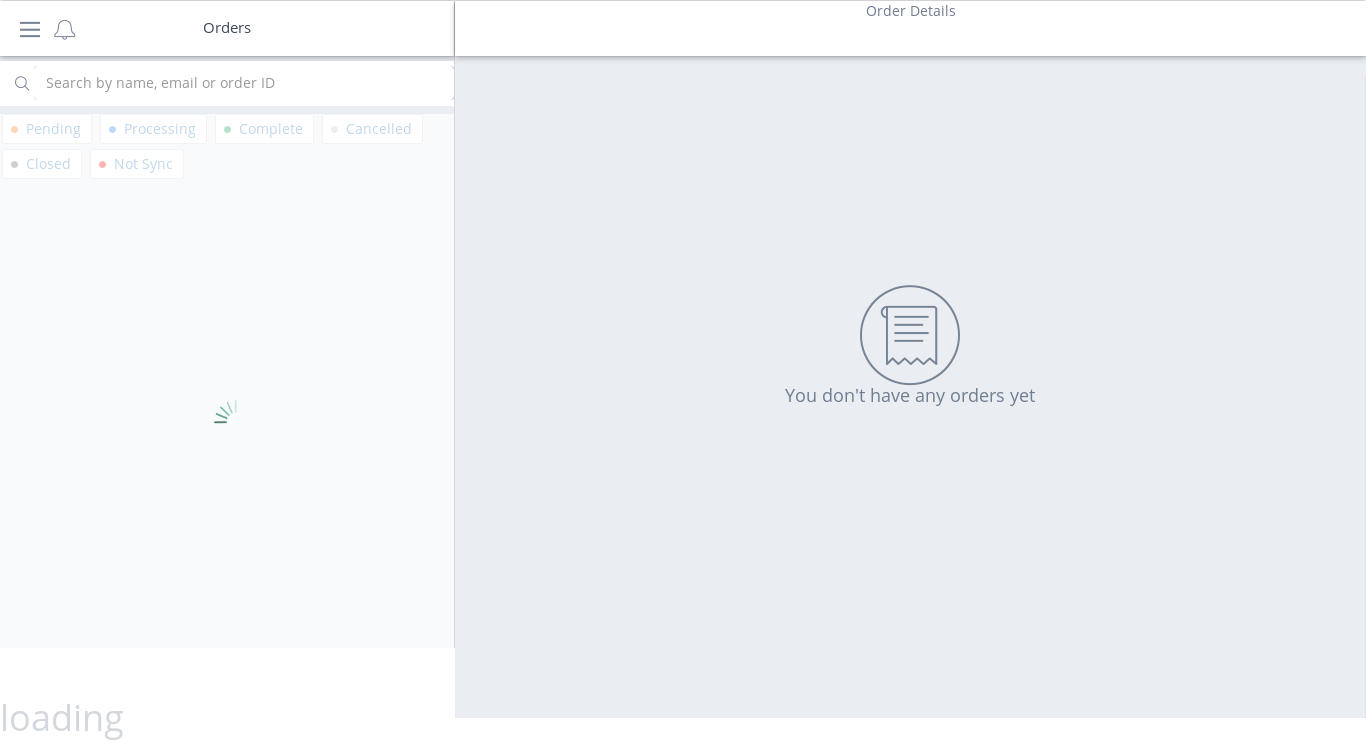 Orders
Order Details
Search by name, email or order ID
Pending
Processing
Complete
Cancelled
Closed
Not Sync
You don't have any orders yet
loading